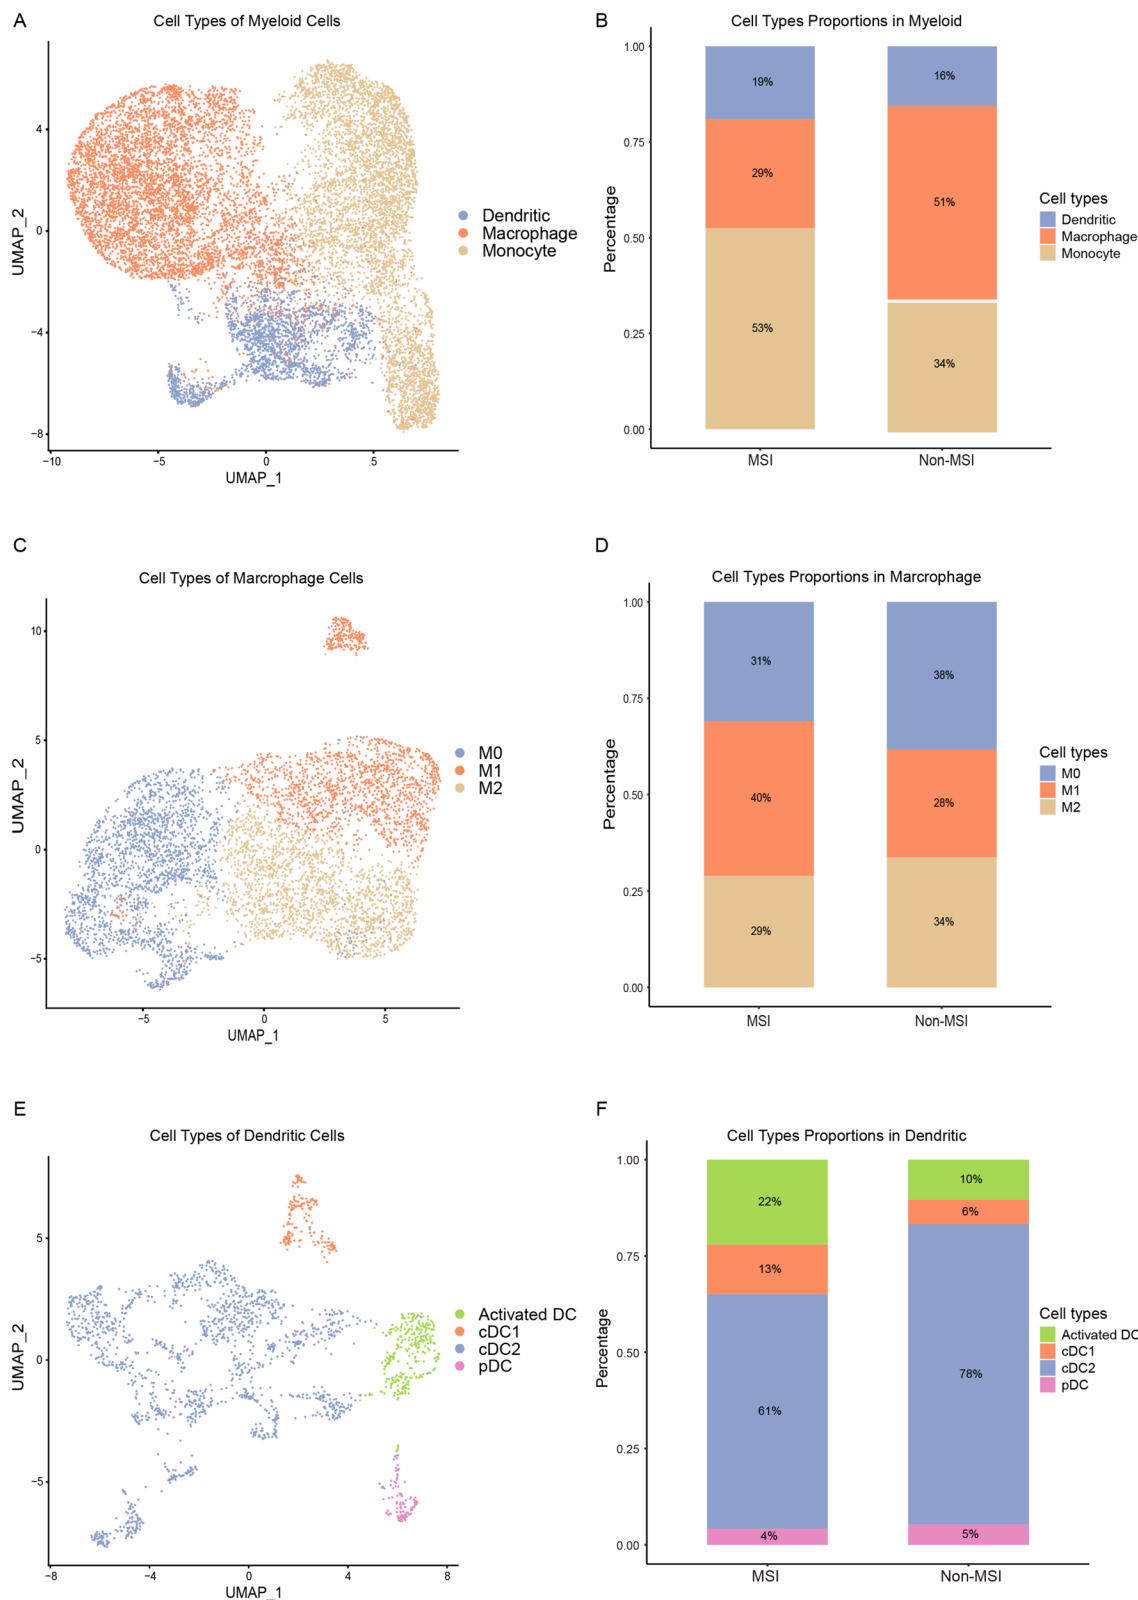 A
Cell Types of Myeloid Cells
4
0
−4
−8
UMAP_2
−10
−5
0
5
UMAP_1
Dendritic
Macrophage
Monocyte
B
Cell Types Proportions in Myeloid
1.00
0.75
0.50
0.25
0.00
Percentage
19%
29%
53%
16%
51%
34%
MSI
Non-MSI
Cell types
Dendritic
Macrophage
Monocyte
C
Cell Types of Marcrophage Cells
10
5
0
−5
UMAP_2
−5
0
5
UMAP_1
M0
M1
M2
D
Cell Types Proportions in Marcrophage
1.00
0.75
0.50
0.25
0.00
Percentage
31%
40%
29%
38%
28%
34%
MSI
Non-MSI
Cell types
M0
M1
M2
E
Cell Types of Dendritic Cells
5
0
−5
UMAP_2
−8
−4
0
4
8
UMAP_1
Activated DC
cDC1
cDC2
pDC
F
Cell Types Proportions in Dendritic
1.00
0.75
0.50
0.25
0.00
Percentage
22%
13%
61%
4%
10%
6%
78%
5%
MSI
Non-MSI
Cell types
Activated DC
cDC1
cDC2
pDC